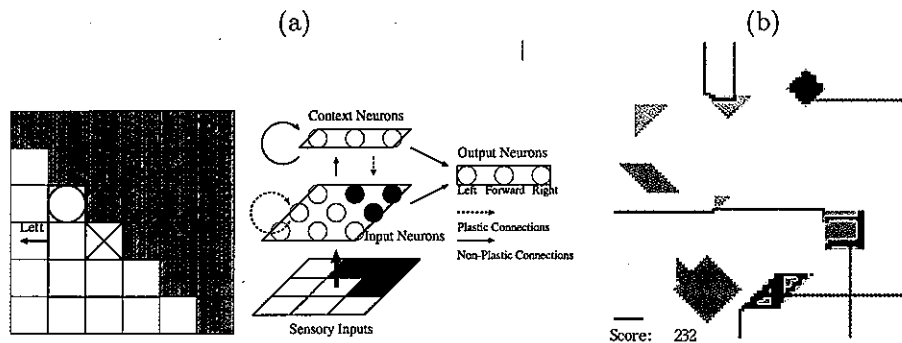 (a)
(b)
Context Neurons
Output Neurons
Left Forward Right
Left
Plastic Connections
Input Neurons
Non-Plastic Connections
Sensory Inputs
Score: 232